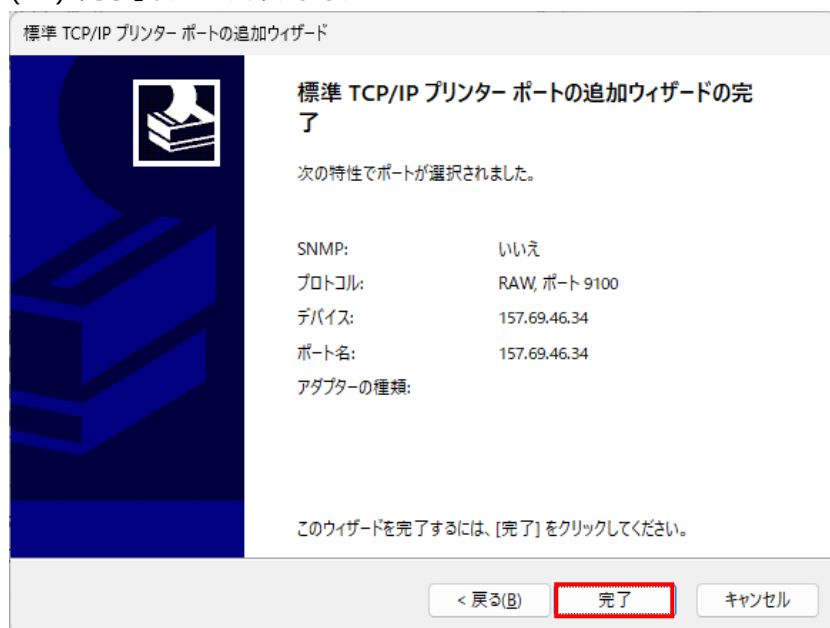 標準 TCP/IP プリンター ポートの追加ウィザード
標準 TCP/IP プリンター ポートの追加ウィザードの完
了
次の特性でポートが選択されました。
SNMP: いいえ
プロトコル: RAW, ポート 9100
デバイス: 157.69.46.34
ポート名: 157.69.46.34
アダプターの種類:
このウィザードを完了するには、[完了] をクリックしてください。
< 戻る(B) 完了 キャンセル